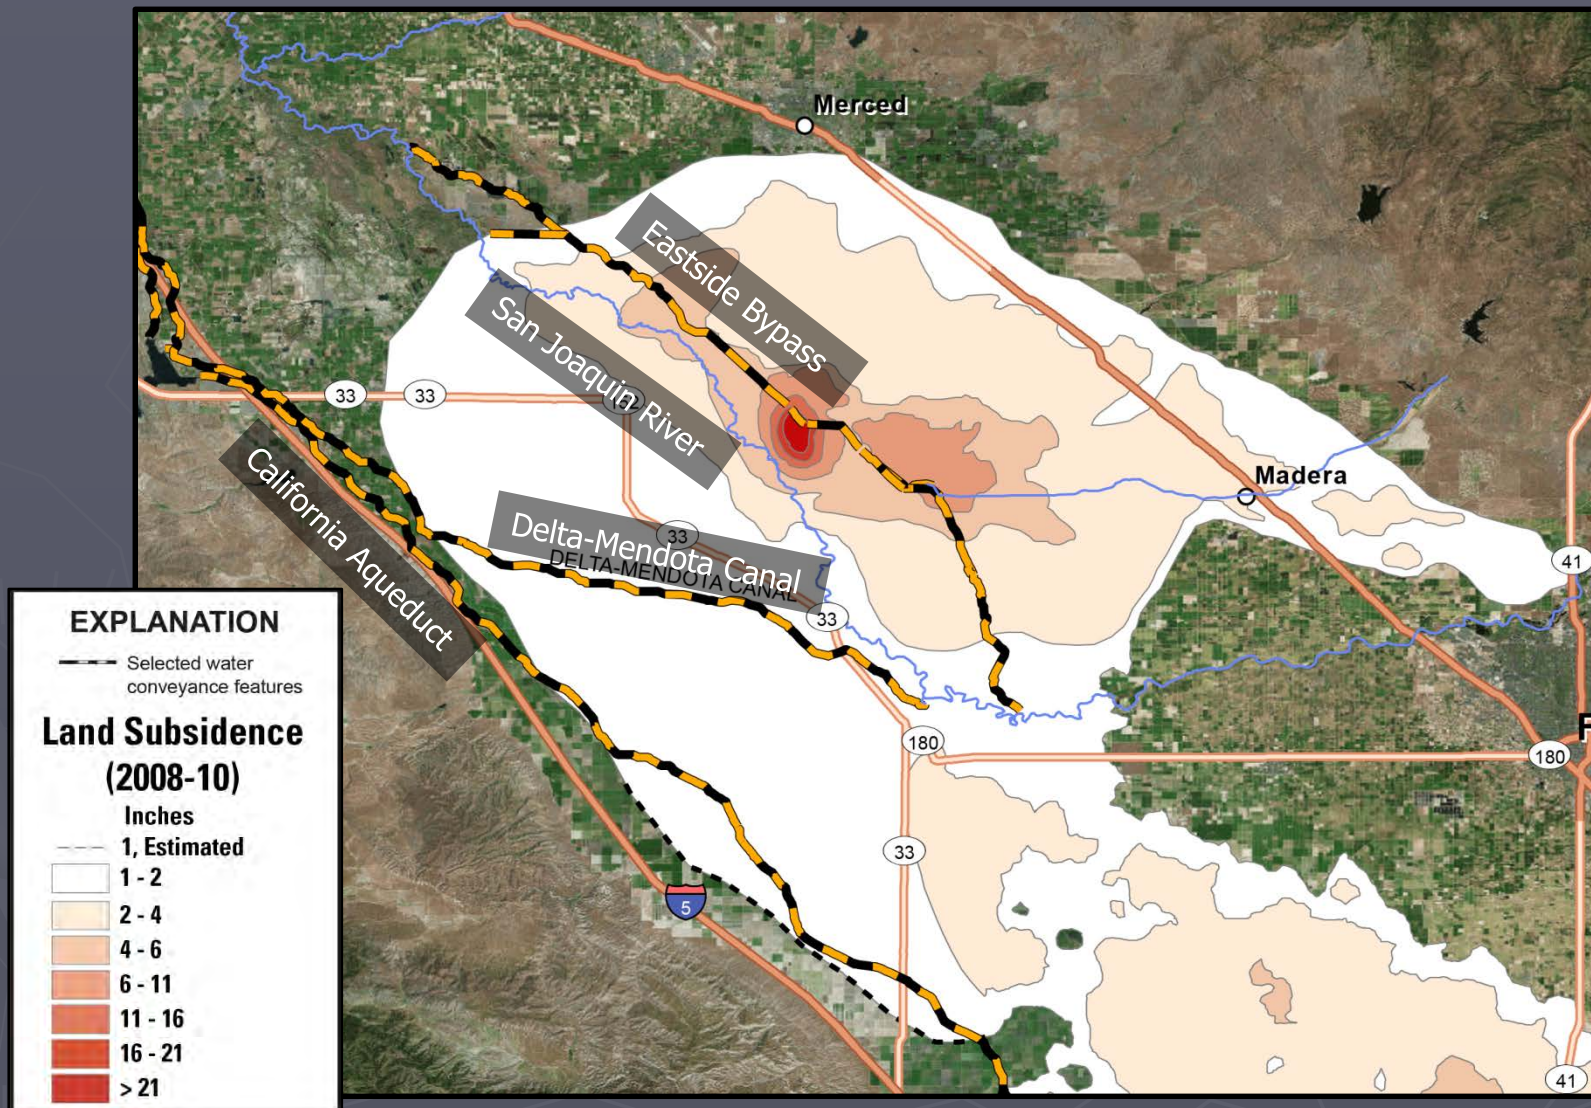 Merced
Eastside Bypass
San Joaquin River
33
33
California Aqueduct
Madera
Delta-Mendota Canal
33
DELTA-MENDOTA CANAL
33
41
180
180
F
33
5
41
EXPLANATION
Selected water
conveyance features
Land Subsidence
(2008-10)
Inches
1, Estimated
1 - 2
2 - 4
4 - 6
6 - 11
11 - 16
16 - 21
> 21